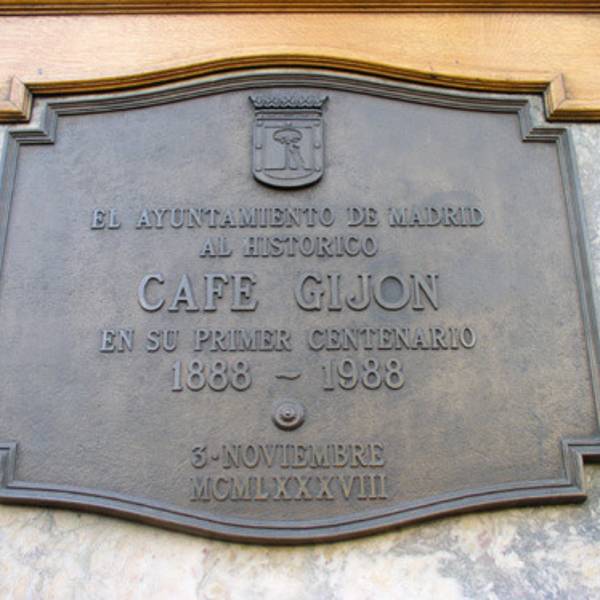 EL AYUNTAMIENTO DE MADRID
AL HISTORICO
CAFE GIJON
EN SU PRIMER CENTENARIO
1888 - 1988
3·NOVIEMBRE
MCMLXXXVIII